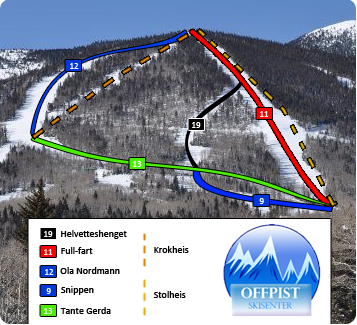 12
11
19
13
9
19 Helvetteshenget
11 Full-fart
12 Ola Nordmann
9 Snippen
13 Tante Gerda
Krokheis
Stolheis
OFFPIST
SKISENTER